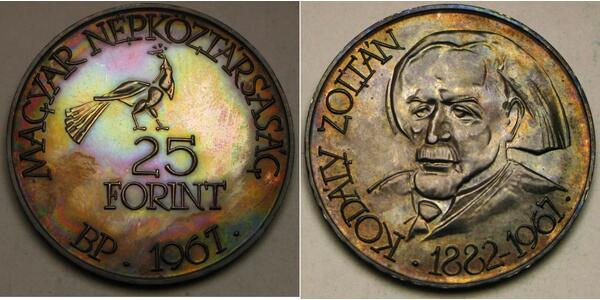 MAGYAR NÉPKÖZTÁRSASÁG
25
FORINT
BP · 1967 ·
KODÁLY ZOLTÁN
· 1882-1967 ·